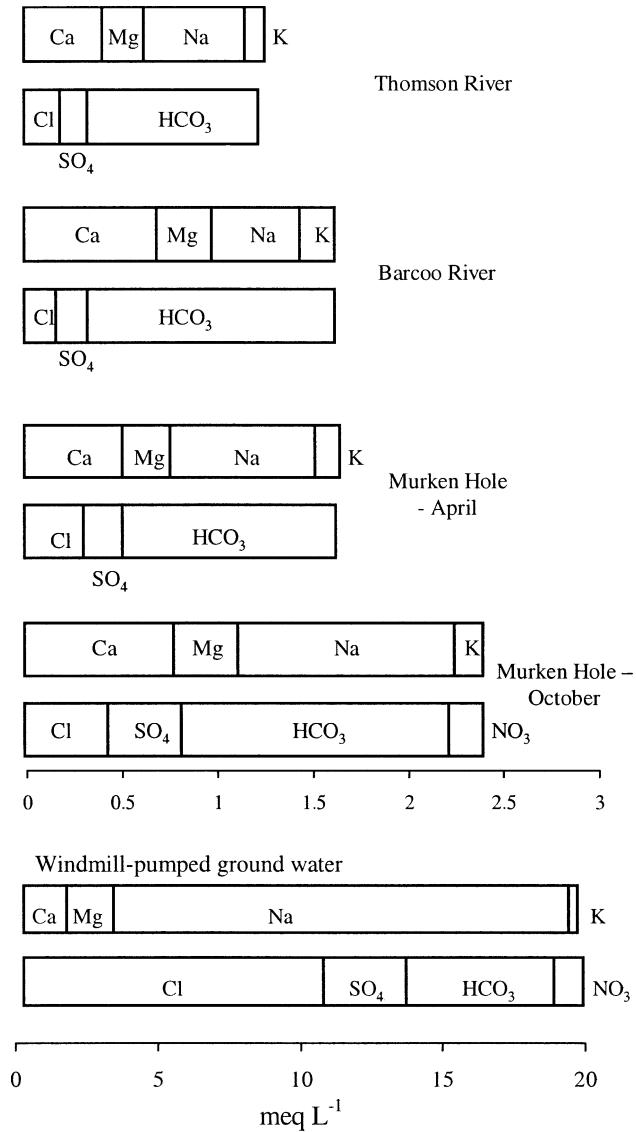 Ca Mg Na K
Thomson River
Cl HCO₃
SO₄
Ca Mg Na K
Barcoo River
Cl HCO₃
SO₄
Ca Mg Na K
Murken Hole
- April
Cl HCO₃
SO₄
Ca Mg Na K
Murken Hole –
October
Cl SO₄ HCO₃ NO₃
0 0.5 1 1.5 2 2.5 3
Windmill-pumped ground water
Ca Mg Na K
Cl SO₄ HCO₃ NO₃
0 5 10 15 20
meq L⁻¹